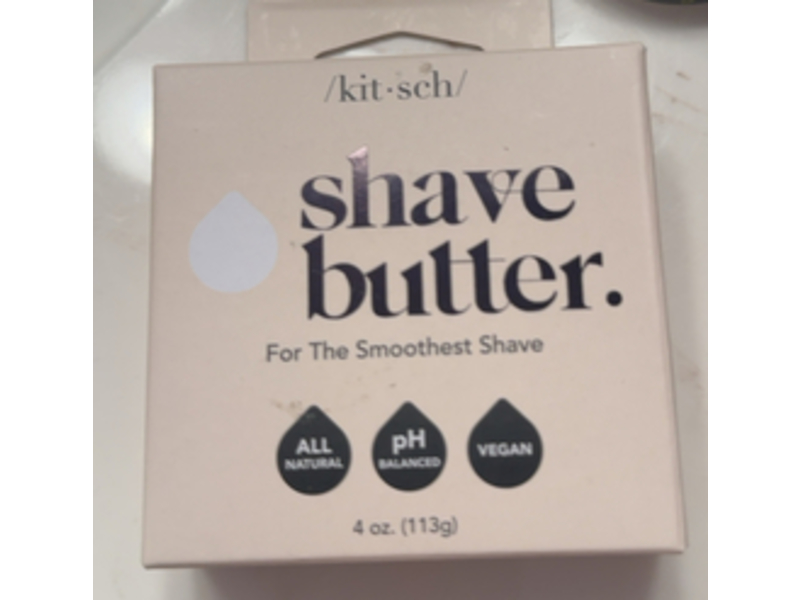 /kit·sch/
shave
butter.
For The Smoothest Shave
ALL
NATURAL
pH
BALANCED
VEGAN
4 oz. (113g)